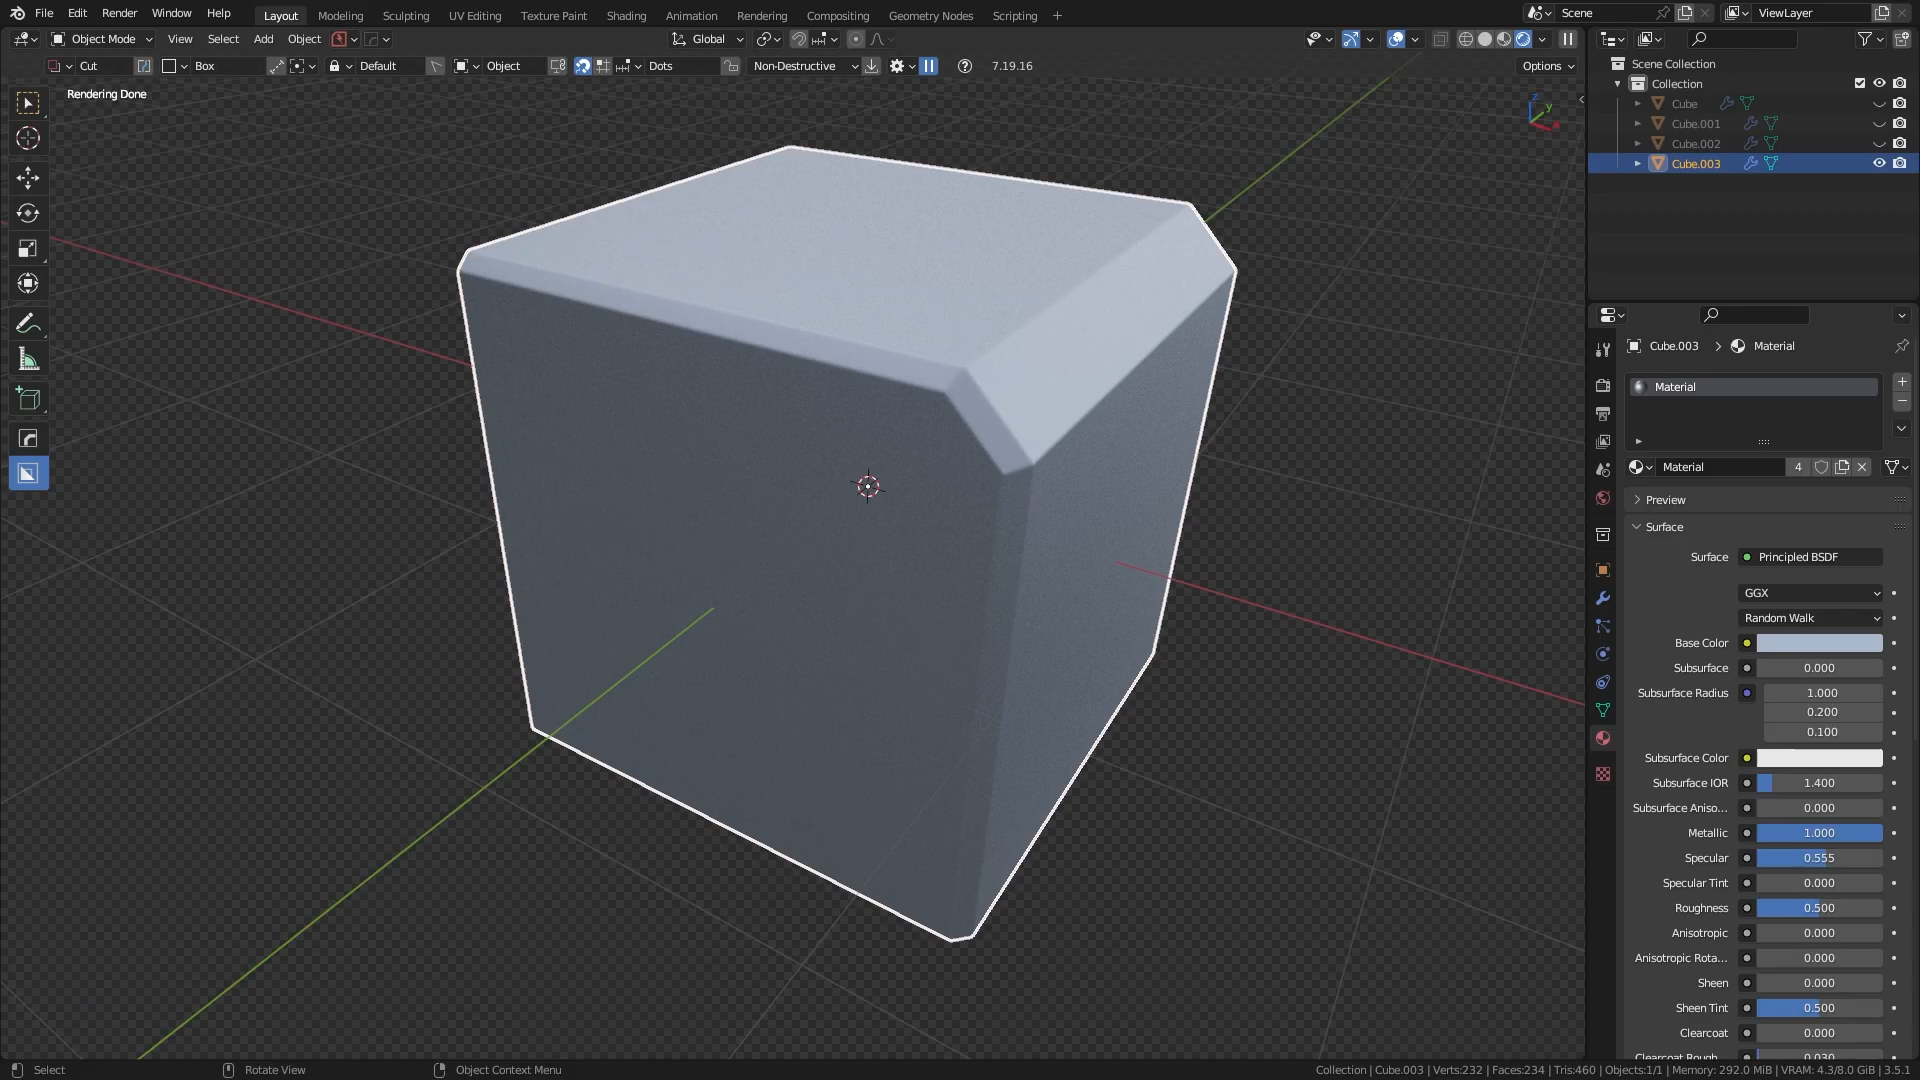 File Edit Render Window Help Layout Modeling Sculpting UV Editing Texture Paint Shading Animation Rendering Compositing Geometry Nodes Scripting + Scene ViewLayer
Object Mode View Select Add Object Global
Cut Box Default Object Dots Non-Destructive 7.19.16 Options
Rendering Done
Z
Y
X
Scene Collection
Collection
Cube
Cube.001
Cube.002
Cube.003
Cube.003 > Material
Material
Material 4
Preview
Surface
Surface Principled BSDF
GGX
Random Walk
Base Color
Subsurface 0.000
Subsurface Radius 1.000
0.200
0.100
Subsurface Color
Subsurface IOR 1.400
Subsurface Aniso... 0.000
Metallic 1.000
Specular 0.555
Specular Tint 0.000
Roughness 0.500
Anisotropic 0.000
Anisotropic Rota... 0.000
Sheen 0.000
Sheen Tint 0.500
Clearcoat 0.000
Clearcoat Rough... 0.030
Select Rotate View Object Context Menu Collection | Cube.003 | Verts:232 | Faces:234 | Tris:460 | Objects:1/1 | Memory: 292.0 MiB | VRAM: 4.3/8.0 GiB | 3.5.1